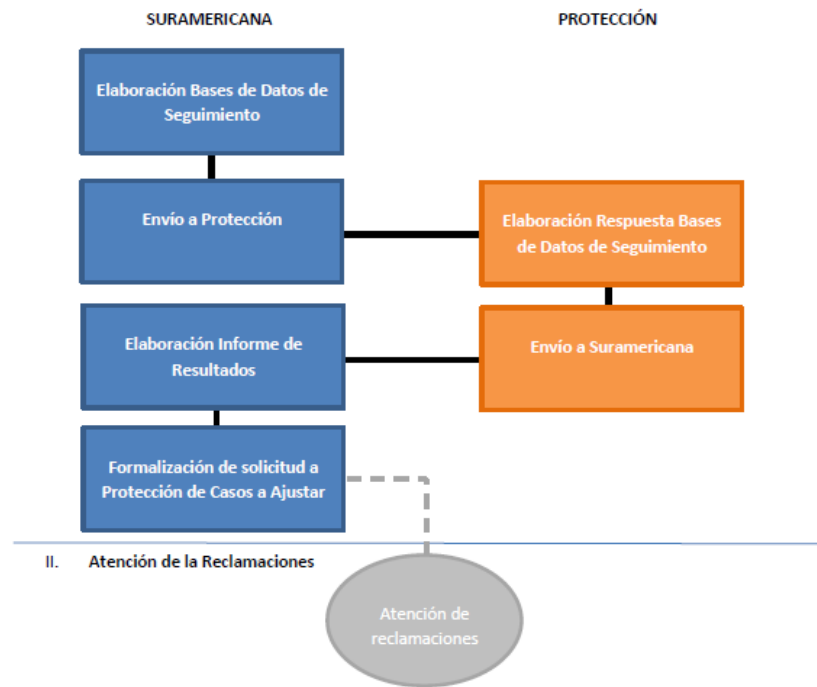 SURAMERICANA
PROTECCIÓN
Elaboración Bases de Datos de
Seguimiento
Envío a Protección
Elaboración Respuesta Bases
de Datos de Seguimiento
Envío a Suramericana
Elaboración Informe de
Resultados
Formalización de solicitud a
Protección de Casos a Ajustar
II. Atención de la Reclamaciones
Atención de
reclamaciones